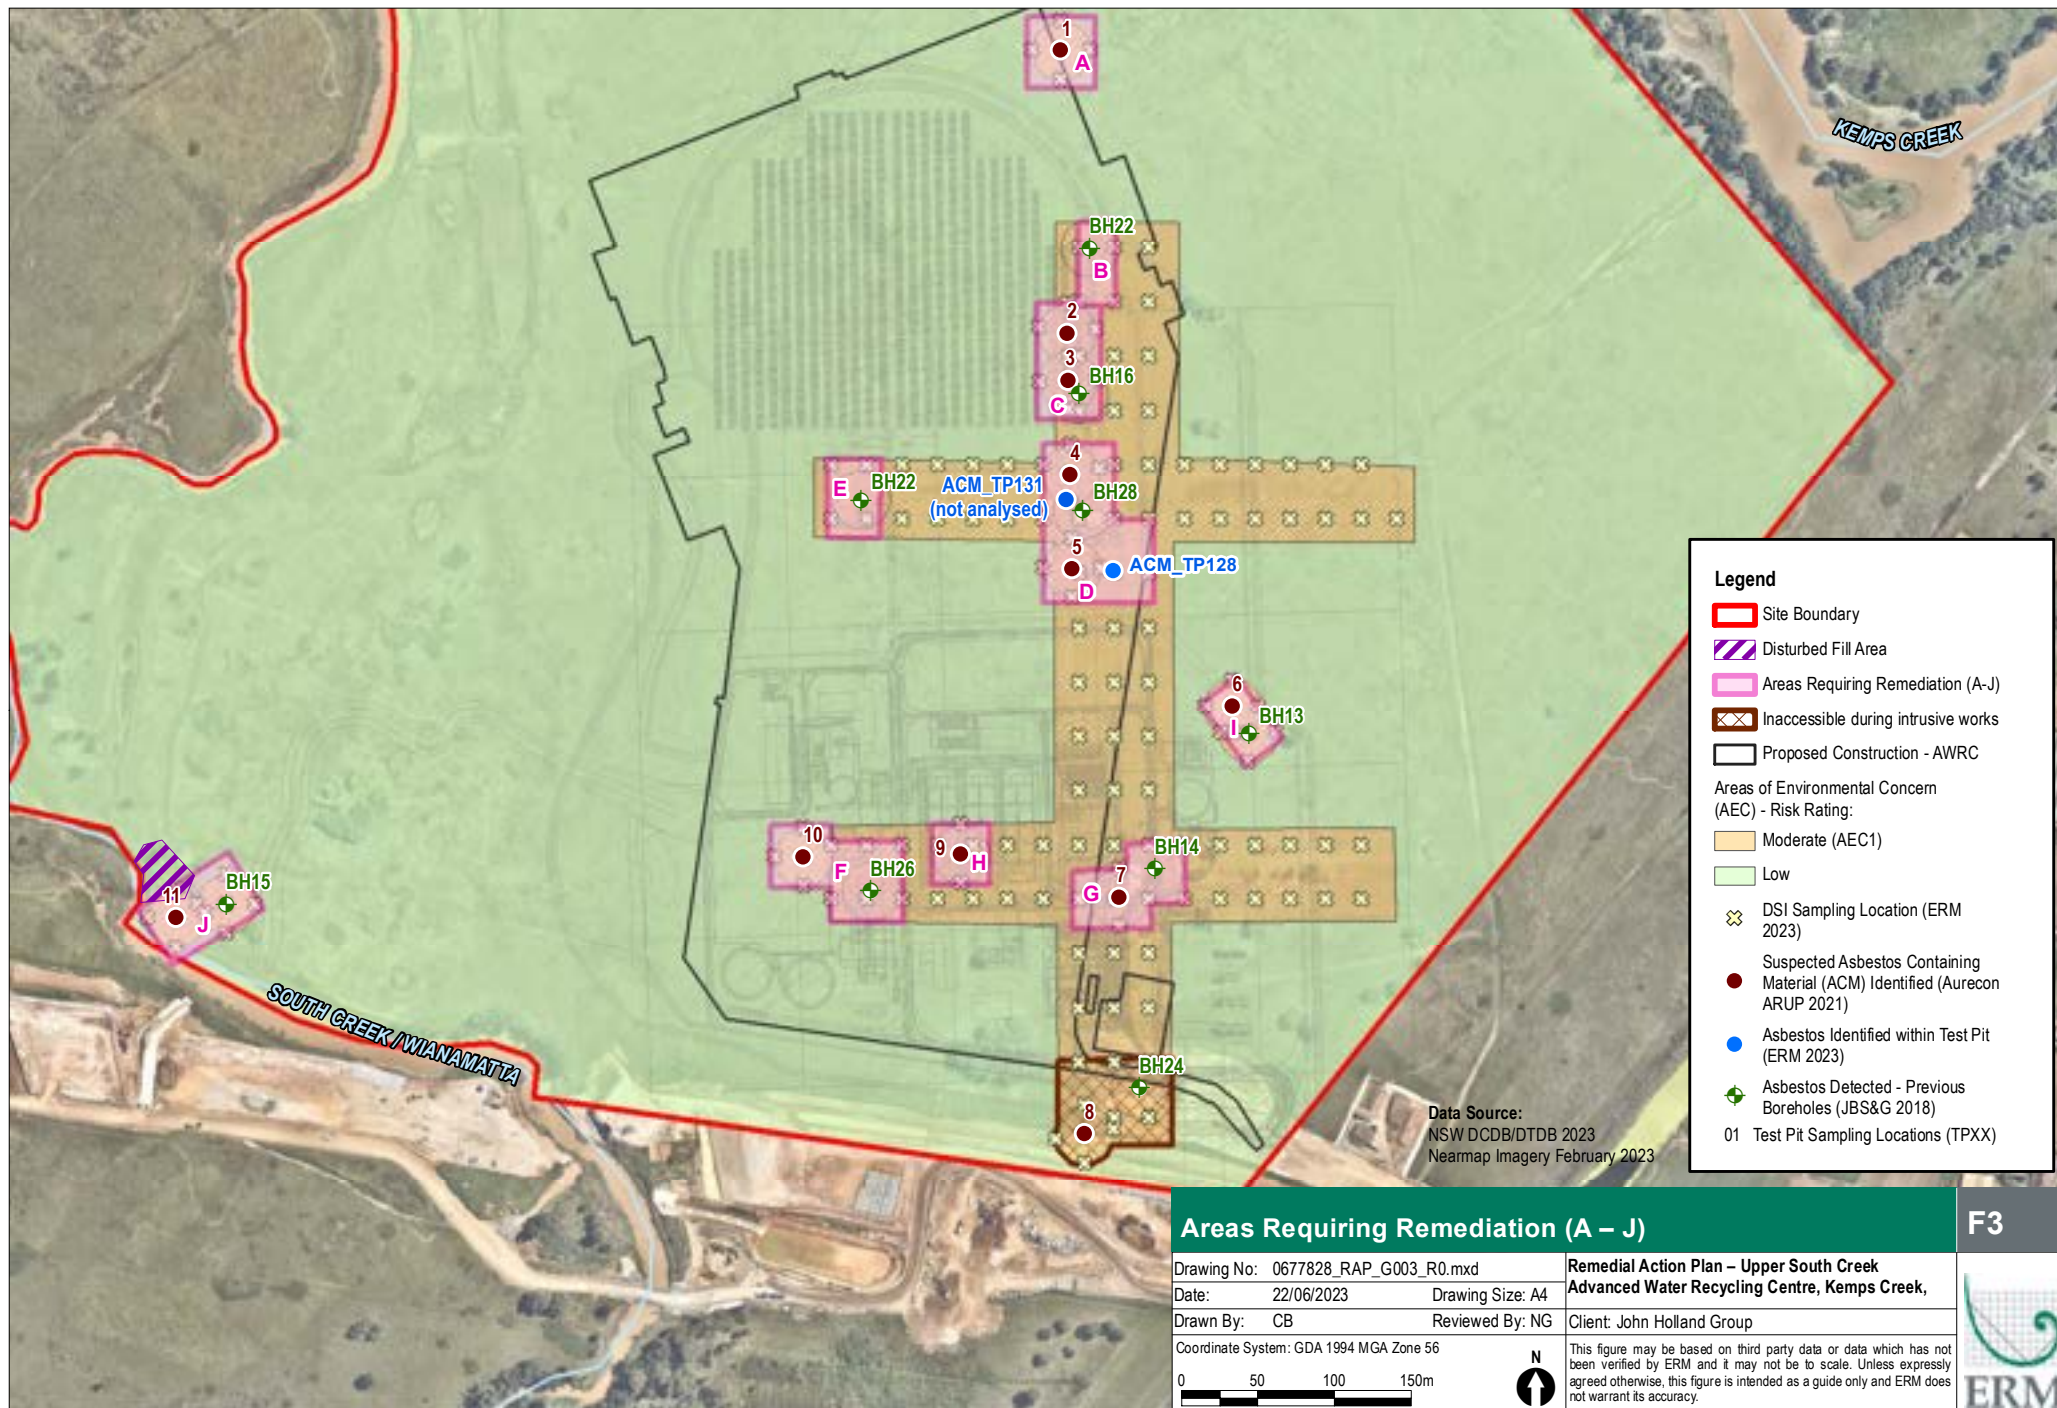 1
A
KEMPS CREEK
BH22
B
2
3
BH16
C
4
E
BH22
ACM_TP131
(not analysed)
BH28
5
ACM_TP128
D
6
BH13
I
10
9
H
F
BH26
BH14
7
G
BH15
11
J
SOUTH CREEK / WIANAMATTA
BH24
8
Legend
Site Boundary
Disturbed Fill Area
Areas Requiring Remediation (A-J)
Inaccessible during intrusive works
Proposed Construction - AWRC
Areas of Environmental Concern
(AEC) - Risk Rating:
Moderate (AEC1)
Low
DSI Sampling Location (ERM
2023)
Suspected Asbestos Containing
Material (ACM) Identified (Aurecon
ARUP 2021)
Asbestos Identified within Test Pit
(ERM 2023)
Asbestos Detected - Previous
Boreholes (JBS&G 2018)
01 Test Pit Sampling Locations (TPXX)
Data Source:
NSW DCDB/DTDB 2023
Nearmap Imagery February 2023
Areas Requiring Remediation (A – J)
F3
Drawing No: 0677828_RAP_G003_R0.mxd
Date: 22/06/2023 Drawing Size: A4
Drawn By: CB Reviewed By: NG
Coordinate System: GDA 1994 MGA Zone 56
0 50 100 150m
N
Remedial Action Plan – Upper South Creek
Advanced Water Recycling Centre, Kemps Creek,
Client: John Holland Group
This figure may be based on third party data or data which has not
been verified by ERM and it may not be to scale. Unless expressly
agreed otherwise, this figure is intended as a guide only and ERM does
not warrant its accuracy.
ERM